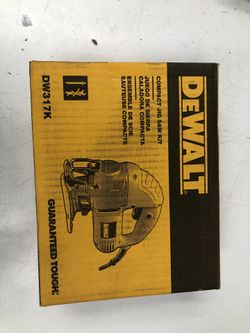 DEWALT
COMPACT JIG SAW KIT
JUEGO DE SIERRA
CALADORA COMPACTA
ENSEMBLE DE SCIE
SAUTEUSE COMPACTE
DW317K
GUARANTEED TOUGH.